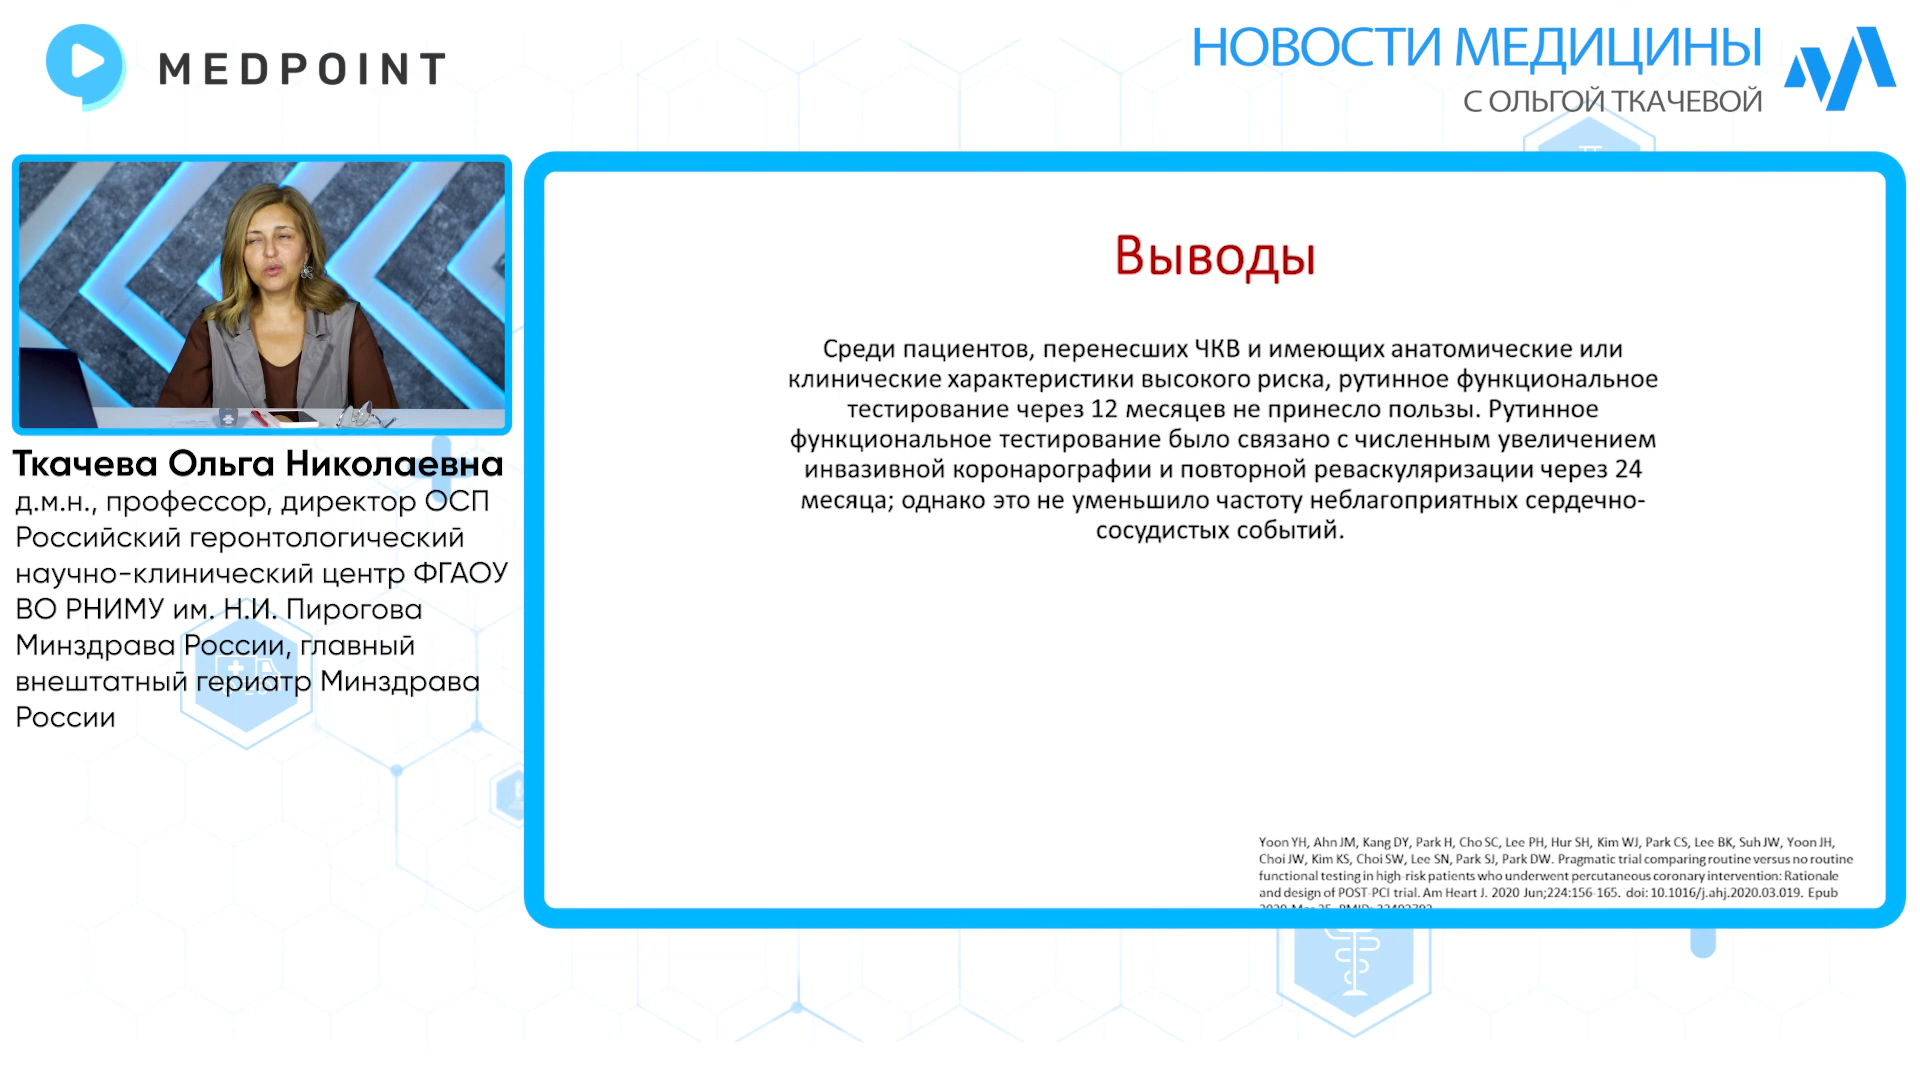 MEDPOINT
НОВОСТИ МЕДИЦИНЫ
С ОЛЬГОЙ ТКАЧЕВОЙ
Ткачева Ольга Николаевна
д.м.н., профессор, директор ОСП
Российский геронтологический
научно-клинический центр ФГАОУ
ВО РНИМУ им. Н.И. Пирогова
Минздрава России, главный
внештатный гериатр Минздрава
России
Выводы
Среди пациентов, перенесших ЧКВ и имеющих анатомические или
клинические характеристики высокого риска, рутинное функциональное
тестирование через 12 месяцев не принесло пользы. Рутинное
функциональное тестирование было связано с численным увеличением
инвазивной коронарографии и повторной реваскуляризации через 24
месяца; однако это не уменьшило частоту неблагоприятных сердечно-
сосудистых событий.
Yoon YH, Ahn JM, Kang DY, Park H, Cho SC, Lee PH, Hur SH, Kim WJ, Park CS, Lee BK, Suh JW, Yoon JH,
Choi JW, Kim KS, Choi SW, Lee SN, Park SJ, Park DW. Pragmatic trial comparing routine versus no routine
functional testing in high-risk patients who underwent percutaneous coronary intervention: Rationale
and design of POST-PCI trial. Am Heart J. 2020 Jun;224:156-165. doi: 10.1016/j.ahj.2020.03.019. Epub